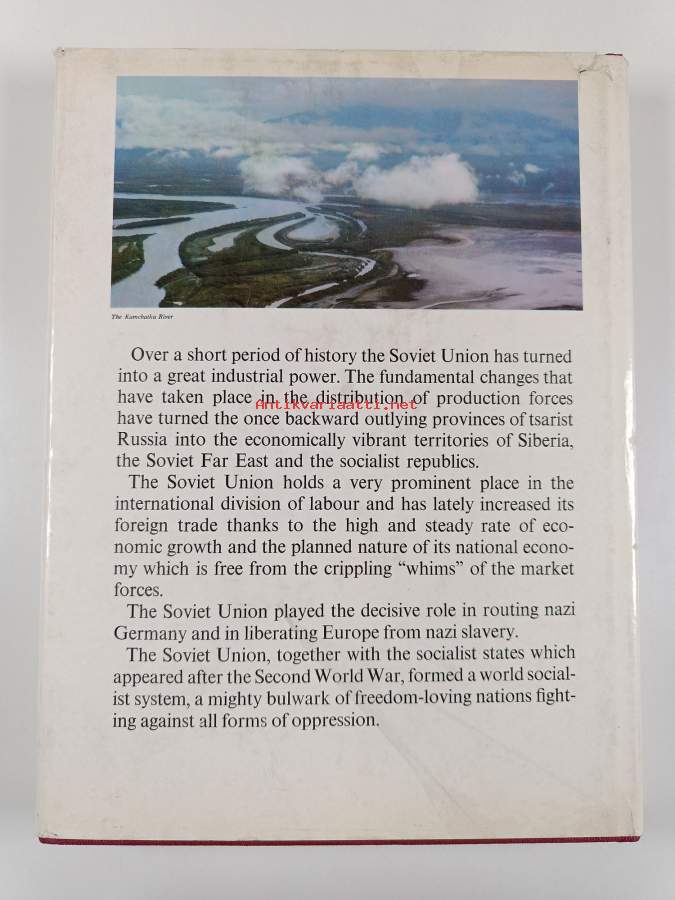 The Kamchatka River
Over a short period of history the Soviet Union has turned
into a great industrial power. The fundamental changes that
have taken place in the distribution of production forces
Antikvariaatti.net
have turned the once backward outlying provinces of tsarist
Russia into the economically vibrant territories of Siberia,
the Soviet Far East and the socialist republics.
The Soviet Union holds a very prominent place in the
international division of labour and has lately increased its
foreign trade thanks to the high and steady rate of eco-
nomic growth and the planned nature of its national econo-
my which is free from the crippling “whims” of the market
forces.
The Soviet Union played the decisive role in routing nazi
Germany and in liberating Europe from nazi slavery.
The Soviet Union, together with the socialist states which
appeared after the Second World War, formed a world social-
ist system, a mighty bulwark of freedom-loving nations fight-
ing against all forms of oppression.